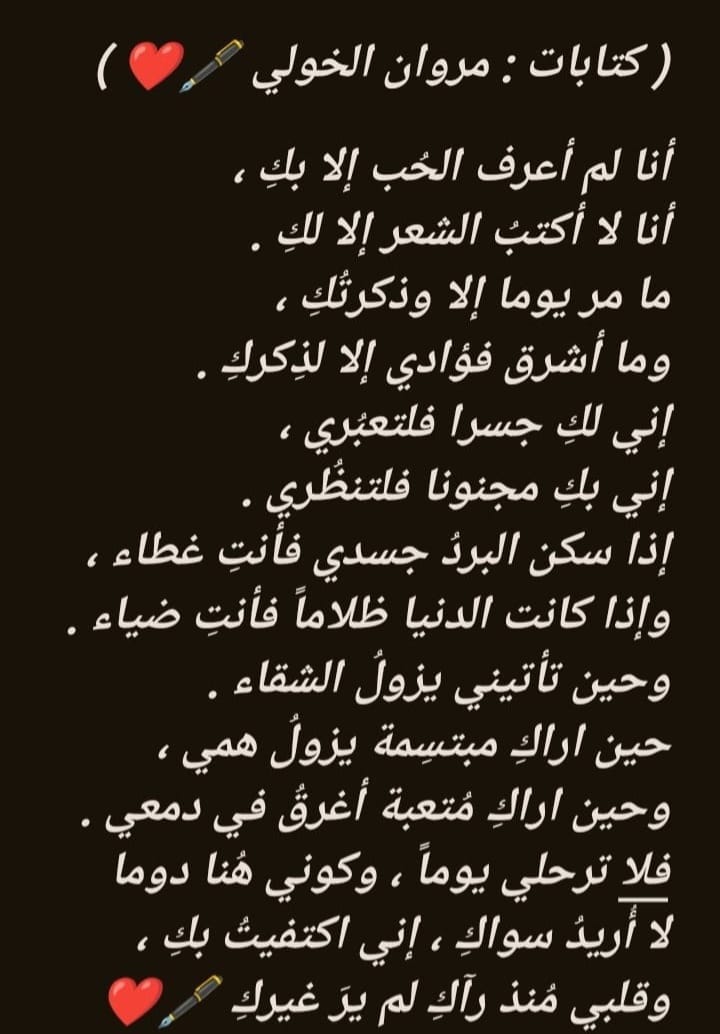 ( كتابات : مروان الخولي 🖋️❤️ )
أنا لم أعرف الحُب إلا بكِ ،
أنا لا أكتبُ الشعر إلا لكِ .
ما مر يوما إلا وذكرتُكِ ،
وما أشرق فؤادي إلا لذِكركِ .
إني لكِ جسرا فلتعبُري ،
إني بكِ مجنونا فلتنظُري .
إذا سكن البردُ جسدي فأنتِ غطاء ،
وإذا كانت الدنيا ظلاماً فأنتِ ضياء .
وحين تأتيني يزولُ الشقاء .
حين اراكِ مبتسِمة يزولُ همي ،
وحين اراكِ مُتعبة أغرقُ في دمعي .
فلا ترحلي يوماً ، وكوني هُنا دوما
لا أُريدُ سواكِ ، إني اكتفيتُ بكِ ،
وقلبي مُنذ رآكِ لم يرَ غيركِ 🖋️❤️